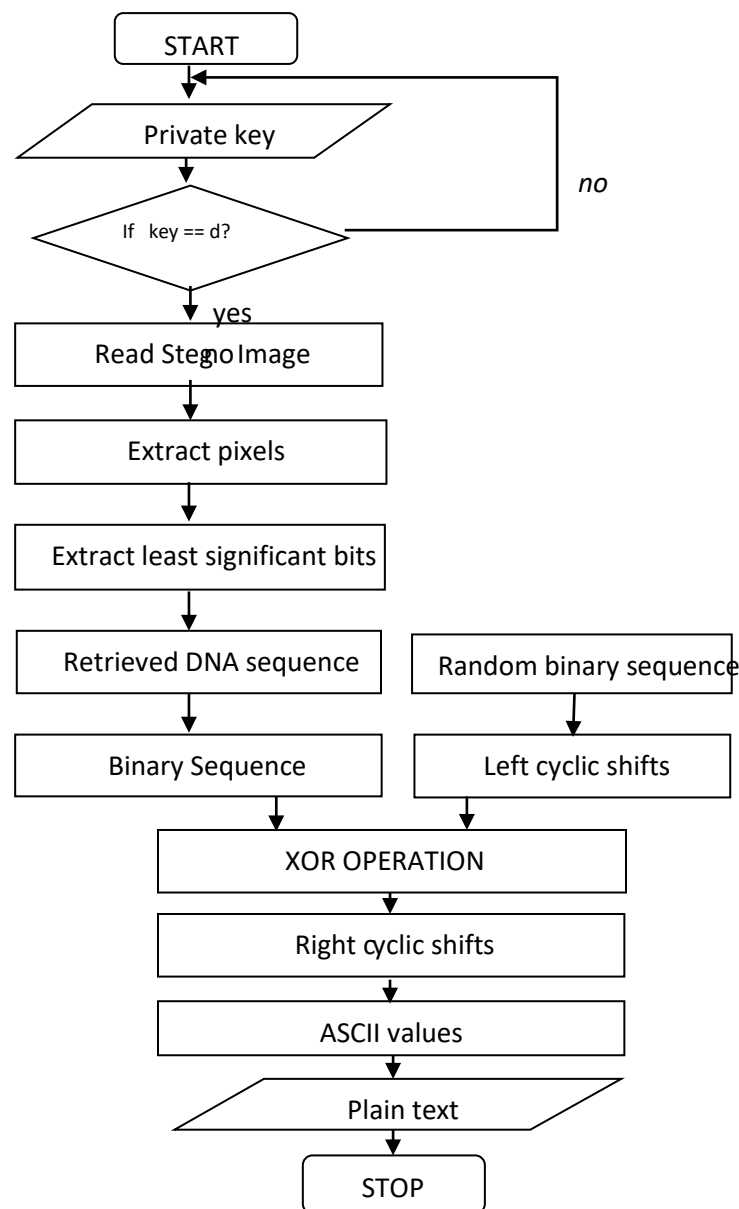 START
Private key
no
If key == d?
yes
Read Stegno Image
Extract pixels
Extract least significant bits
Retrieved DNA sequence
Random binary sequence
Binary Sequence
Left cyclic shifts
XOR OPERATION
Right cyclic shifts
ASCII values
Plain text
STOP